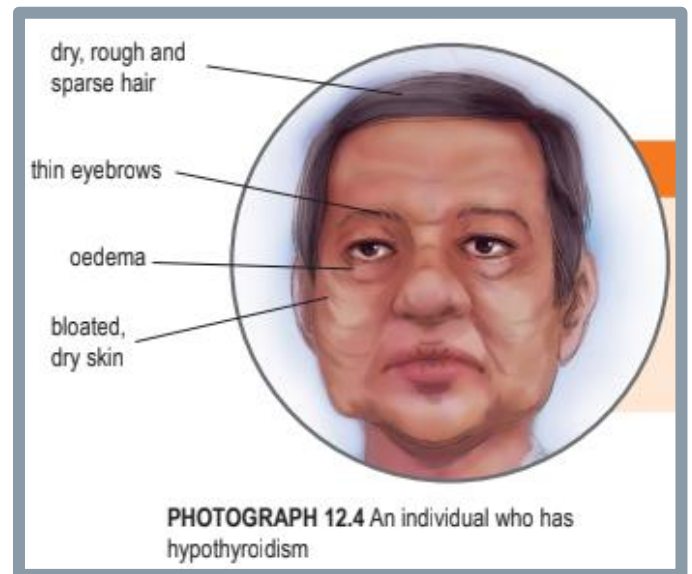 dry, rough and
sparse hair
thin eyebrows
oedema
bloated,
dry skin
PHOTOGRAPH 12.4 An individual who has
hypothyroidism